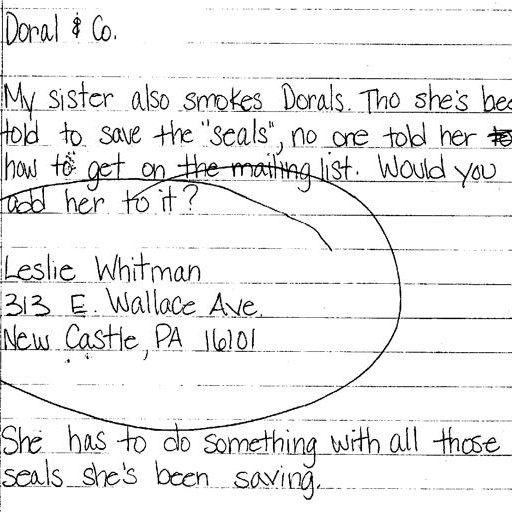 Doral & Co.
My sister also smokes Dorals. Tho she's bee
told to save the "seals", no one told her to
how to get on the mailing list. Would you
add her to it?
Leslie Whitman
313 E. Wallace Ave.
New Castle, PA 16101
She has to do something with all those
seals she's been saving.